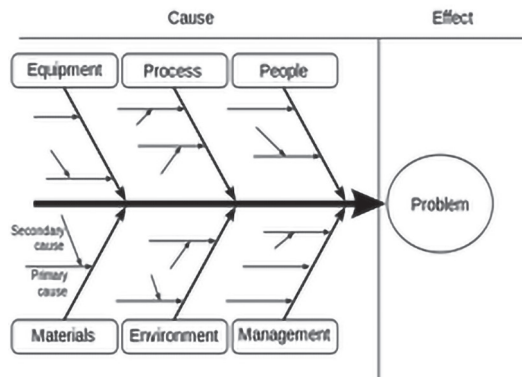 Cause
Effect
Equipment
Process
People
Problem
Secondary
cause
Primary
cause
Materials
Environment
Management